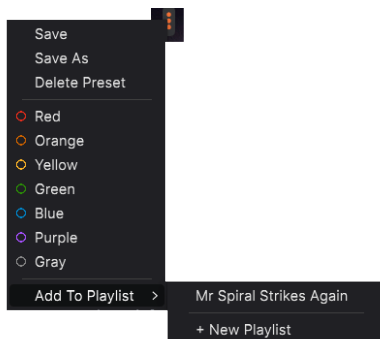 Save
Save As
Delete Preset
Red
Orange
Yellow
Green
Blue
Purple
Gray
Add To Playlist >
Mr Spiral Strikes Again
+ New Playlist